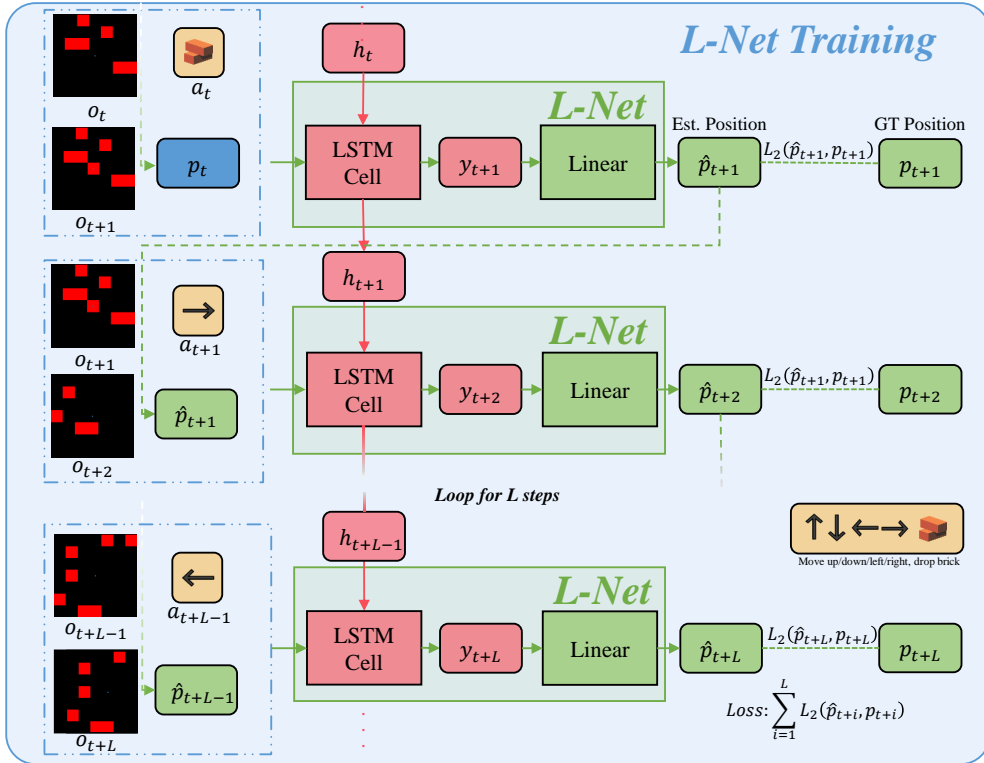 L-Net Training
h_t
a_t
o_t
L-Net
Est. Position
GT Position
LSTM
Cell
y_{t+1}
Linear
p_t
p̂_{t+1}
L_2(p̂_{t+1}, p_{t+1})
p_{t+1}
o_{t+1}
h_{t+1}
→
L-Net
o_{t+1}
a_{t+1}
LSTM
Cell
y_{t+2}
Linear
p̂_{t+2}
L_2(p̂_{t+1}, p_{t+1})
p_{t+2}
p̂_{t+1}
o_{t+2}
Loop for L steps
h_{t+L−1}
↑↓←→
Move up/down/left/right, drop brick
←
L-Net
a_{t+L−1}
o_{t+L−1}
LSTM
Cell
y_{t+L}
Linear
p̂_{t+L}
L_2(p̂_{t+L}, p_{t+L})
p_{t+L}
p̂_{t+L−1}
Loss: ∑_{i=1}^{L} L_2(p̂_{t+i}, p_{t+i})
o_{t+L}